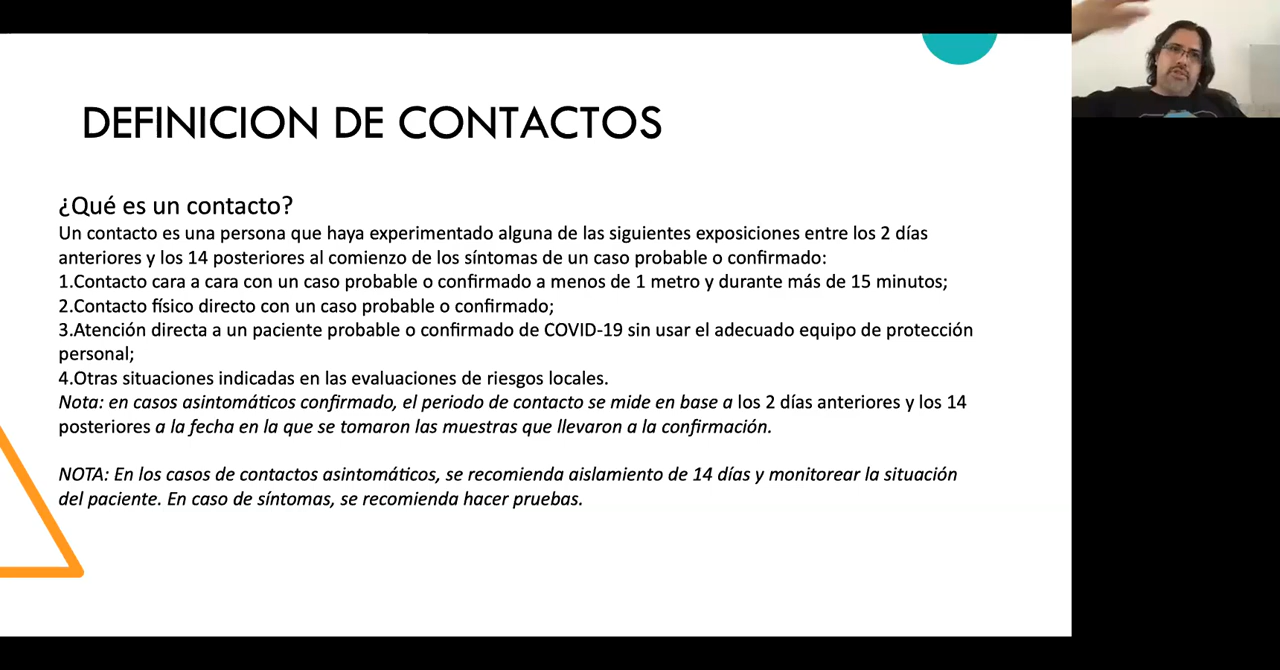 DEFINICION DE CONTACTOS
¿Qué es un contacto?
Un contacto es una persona que haya experimentado alguna de las siguientes exposiciones entre los 2 días
anteriores y los 14 posteriores al comienzo de los síntomas de un caso probable o confirmado:
1.Contacto cara a cara con un caso probable o confirmado a menos de 1 metro y durante más de 15 minutos;
2.Contacto físico directo con un caso probable o confirmado;
3.Atención directa a un paciente probable o confirmado de COVID-19 sin usar el adecuado equipo de protección
personal;
4.Otras situaciones indicadas en las evaluaciones de riesgos locales.
Nota: en casos asintomáticos confirmado, el periodo de contacto se mide en base a los 2 días anteriores y los 14
posteriores a la fecha en la que se tomaron las muestras que llevaron a la confirmación.
NOTA: En los casos de contactos asintomáticos, se recomienda aislamiento de 14 días y monitorear la situación
del paciente. En caso de síntomas, se recomienda hacer pruebas.